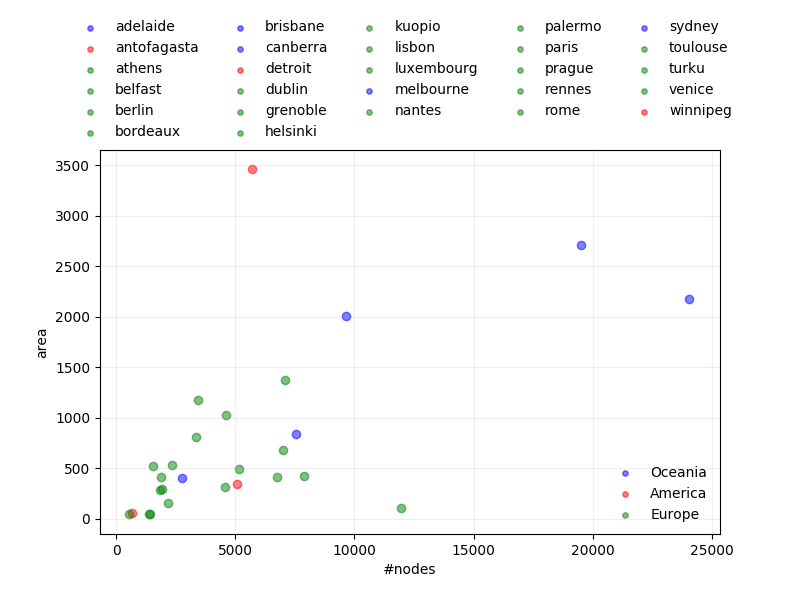 adelaide brisbane kuopio palermo sydney
antofagasta canberra lisbon paris toulouse
athens detroit luxembourg prague turku
belfast dublin melbourne rennes venice
berlin grenoble nantes rome winnipeg
bordeaux helsinki
3500
3000
2500
2000
1500
1000
500
0
area
Oceania
America
Europe
0 5000 10000 15000 20000 25000
#nodes